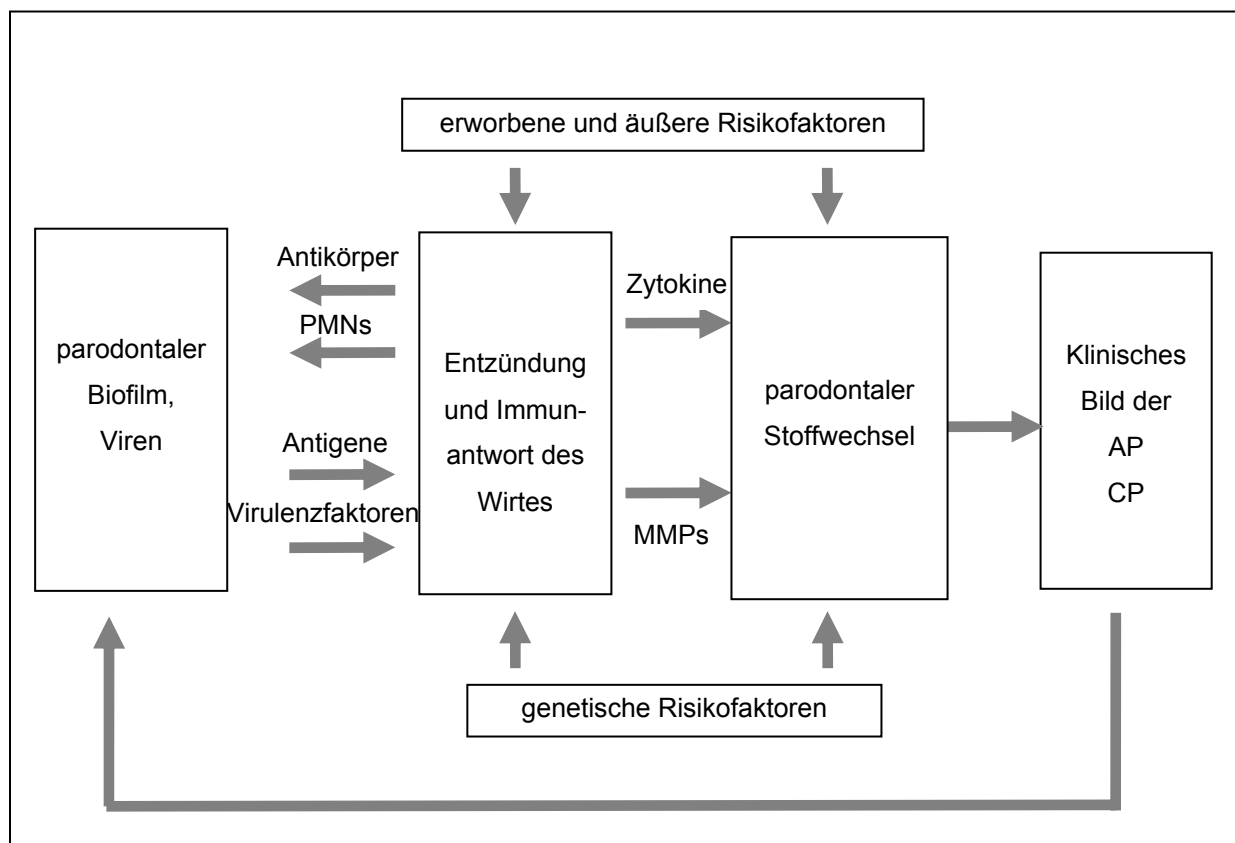 erworbene und äußere Risikofaktoren
parodontaler
Biofilm,
Viren
Antikörper
PMNs
Antigene
Virulenzfaktoren
Entzündung
und Immun-
antwort des
Wirtes
Zytokine
MMPs
parodontaler
Stoffwechsel
Klinisches
Bild der
AP
CP
genetische Risikofaktoren